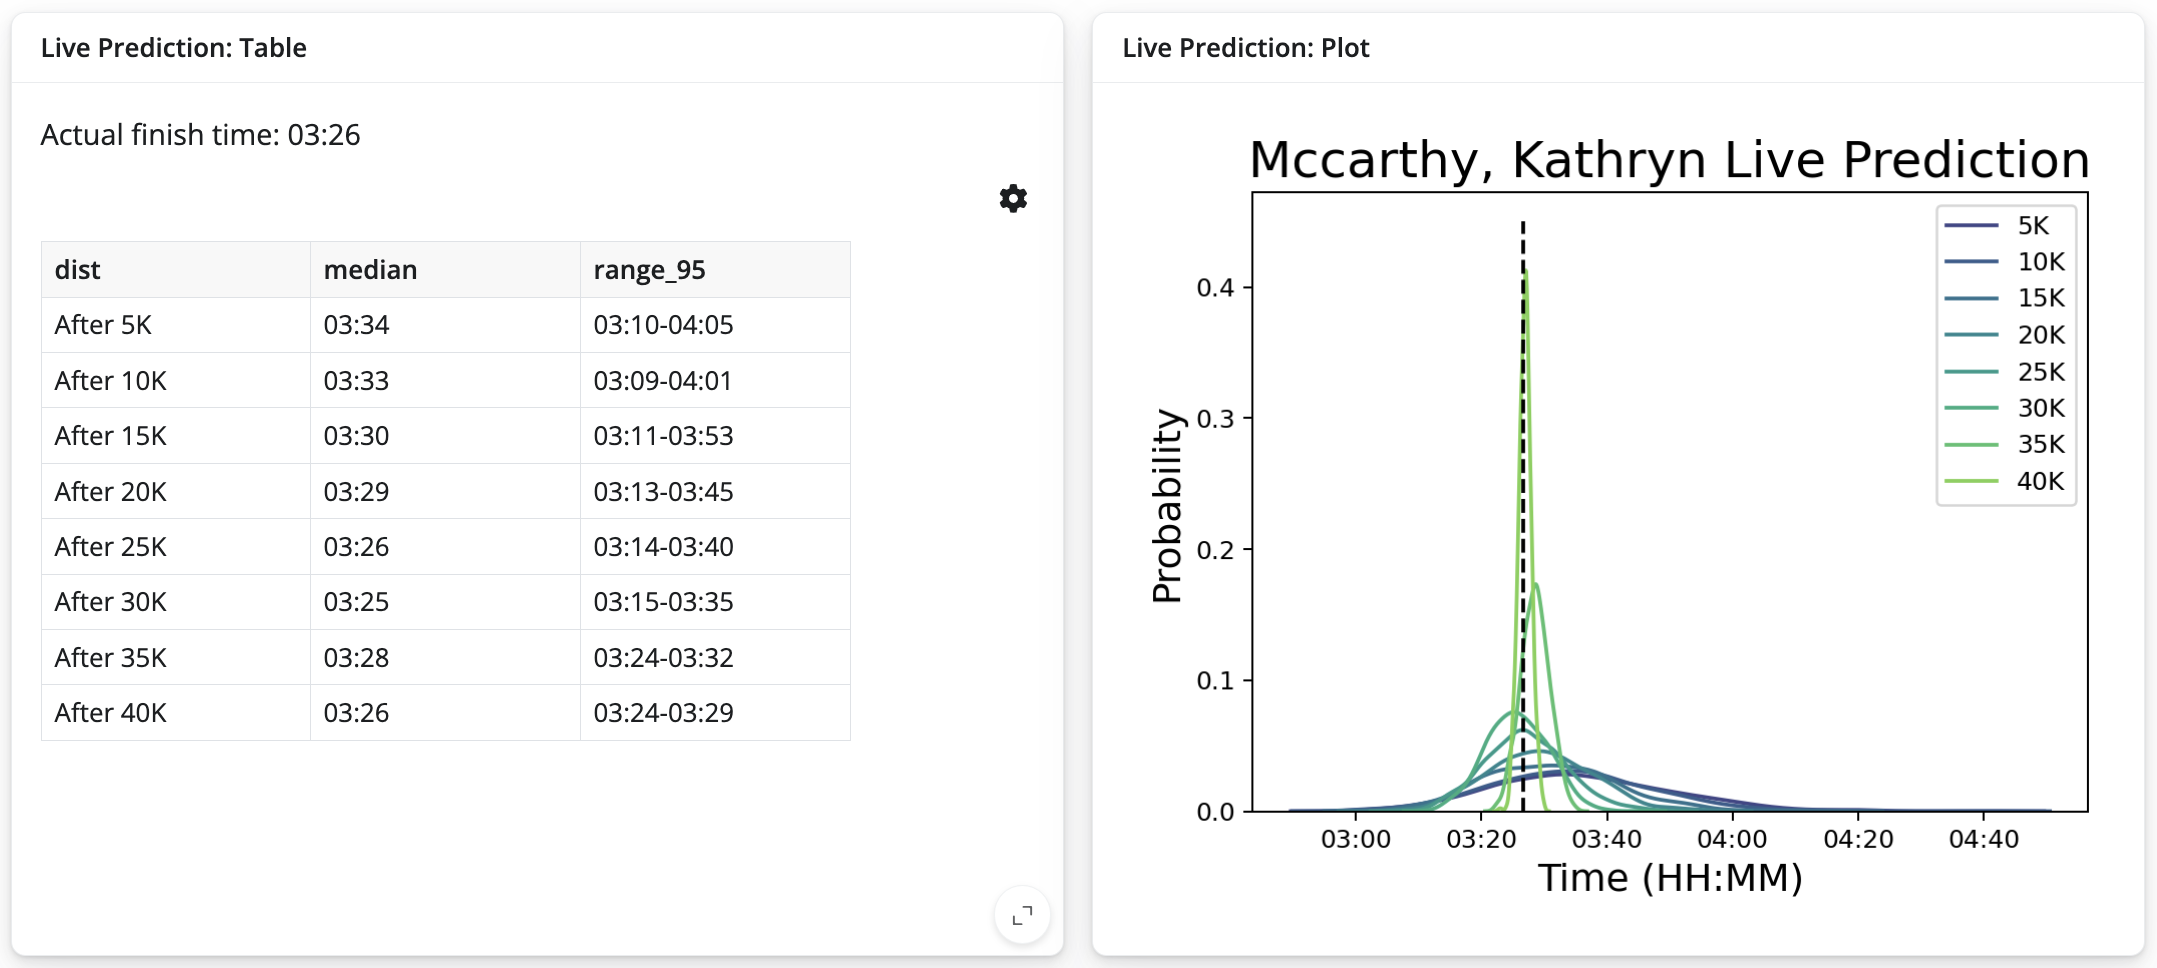 Live Prediction: Table
Actual finish time: 03:26
dist median range_95
After 5K 03:34 03:10-04:05
After 10K 03:33 03:09-04:01
After 15K 03:30 03:11-03:53
After 20K 03:29 03:13-03:45
After 25K 03:26 03:14-03:40
After 30K 03:25 03:15-03:35
After 35K 03:28 03:24-03:32
After 40K 03:26 03:24-03:29
Live Prediction: Plot
Mccarthy, Kathryn Live Prediction
5K
10K
15K
20K
25K
30K
35K
40K
Probability
0.4
0.3
0.2
0.1
0.0
03:00 03:20 03:40 04:00 04:20 04:40
Time (HH:MM)